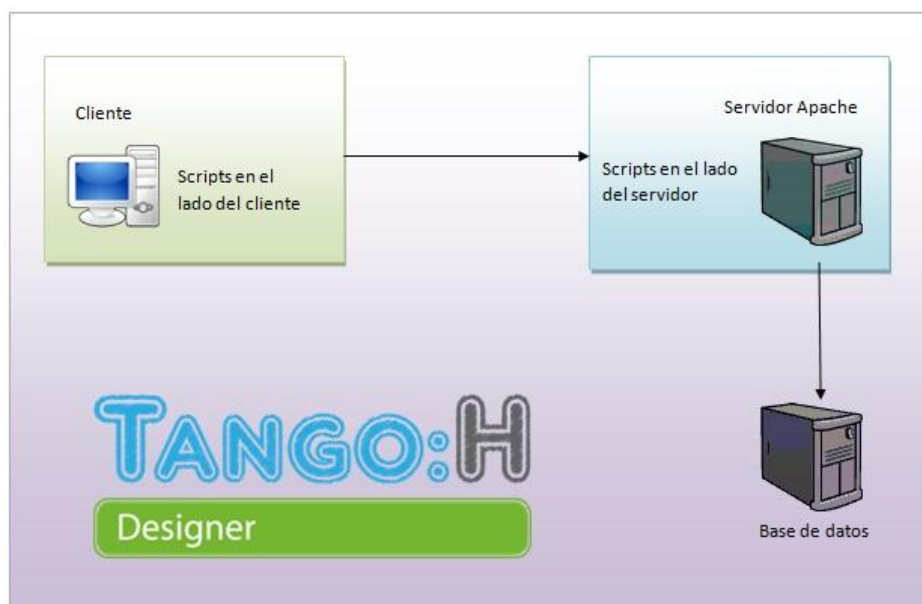 Cliente
Scripts en el
lado del cliente
Servidor Apache
Scripts en el lado
del servidor
TANGO:H
Designer
Base de datos